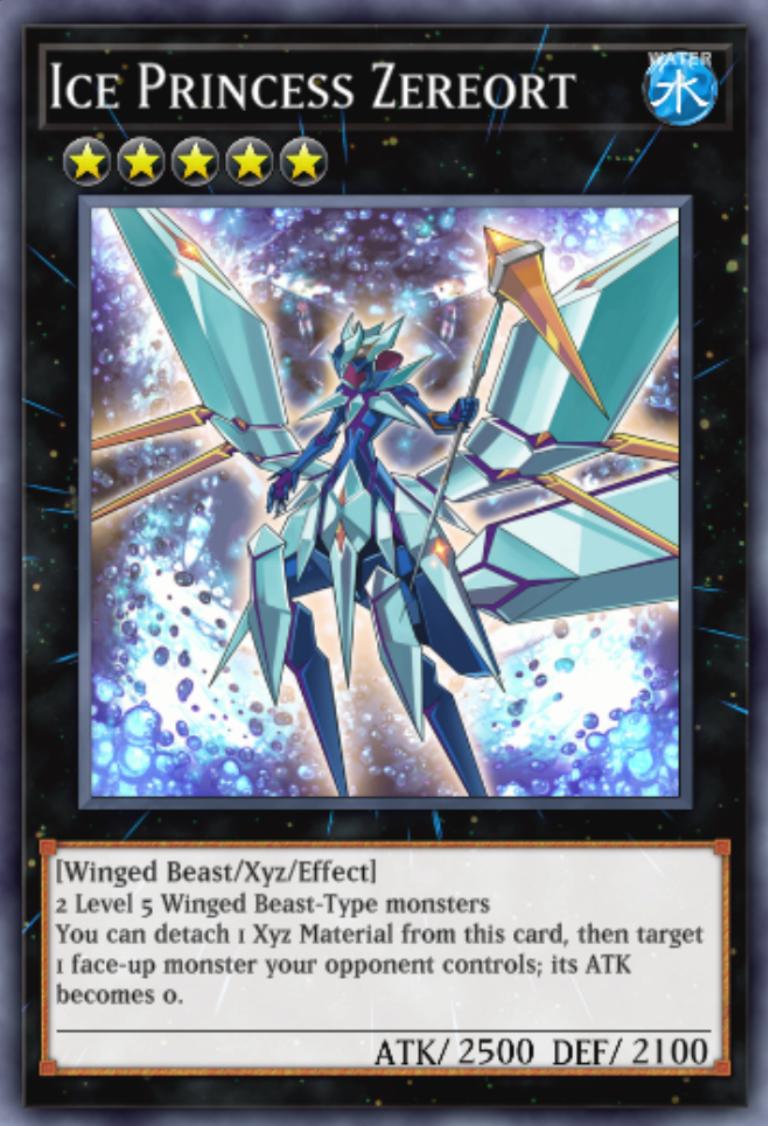 Ice Princess Zereort
WATER
水
[Winged Beast/Xyz/Effect]
2 Level 5 Winged Beast-Type monsters
You can detach 1 Xyz Material from this card, then target
1 face-up monster your opponent controls; its ATK
becomes 0.
ATK/ 2500 DEF/ 2100